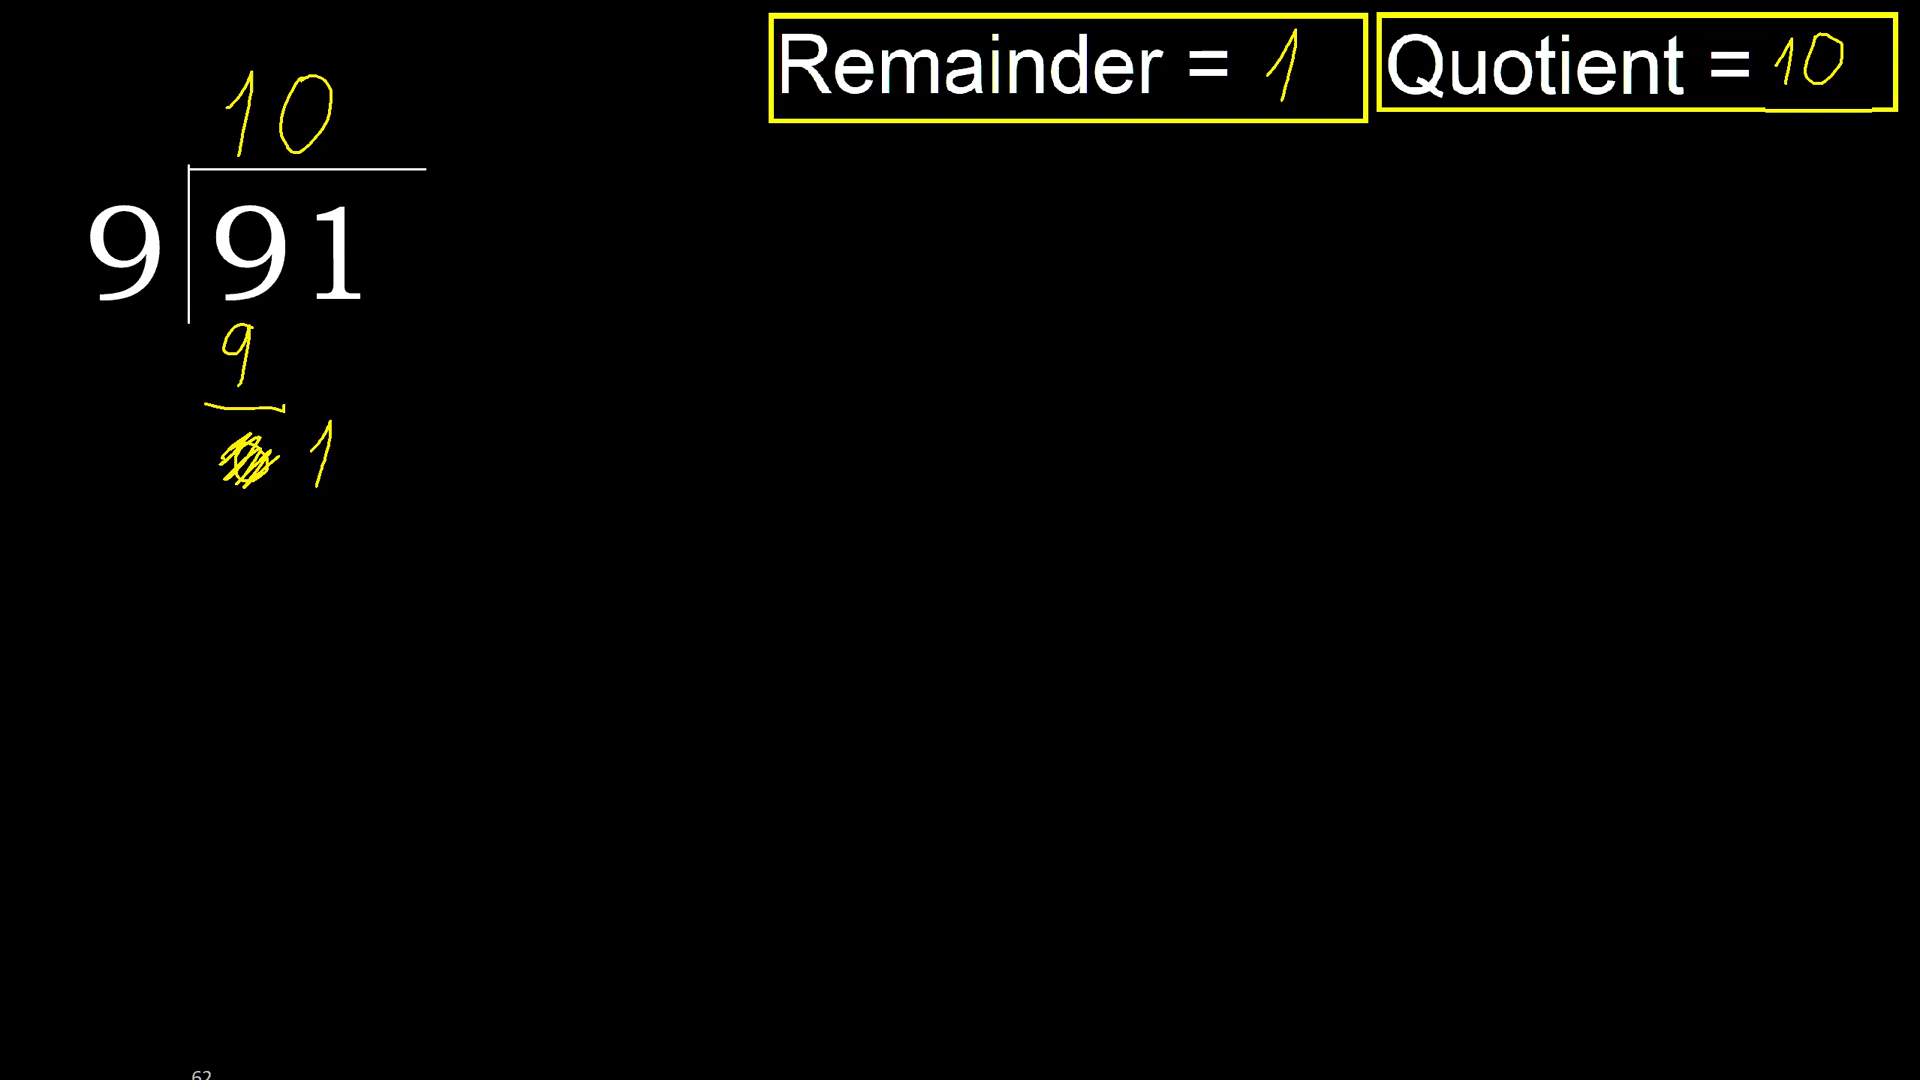 Remainder = 1
Quotient = 10
10
9 91
9
1
62